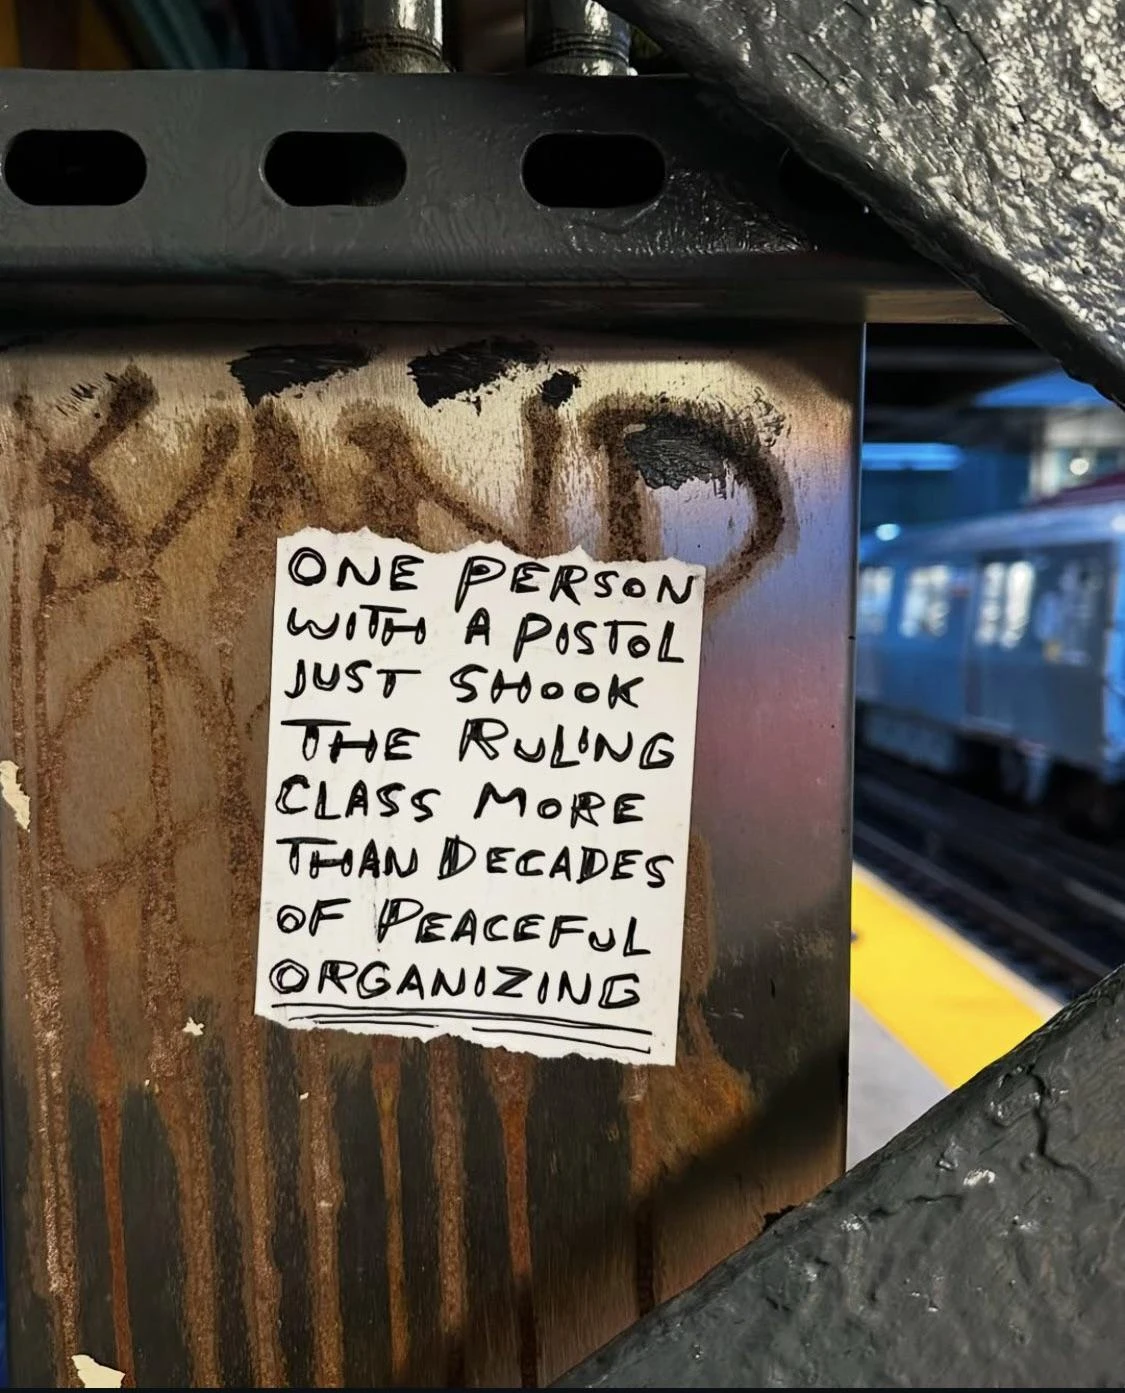 ONE PERSON
WITH A PISTOL
JUST SHOOK
THE RULING
CLASS MORE
THAN DECADES
OF PEACEFUL
ORGANIZING